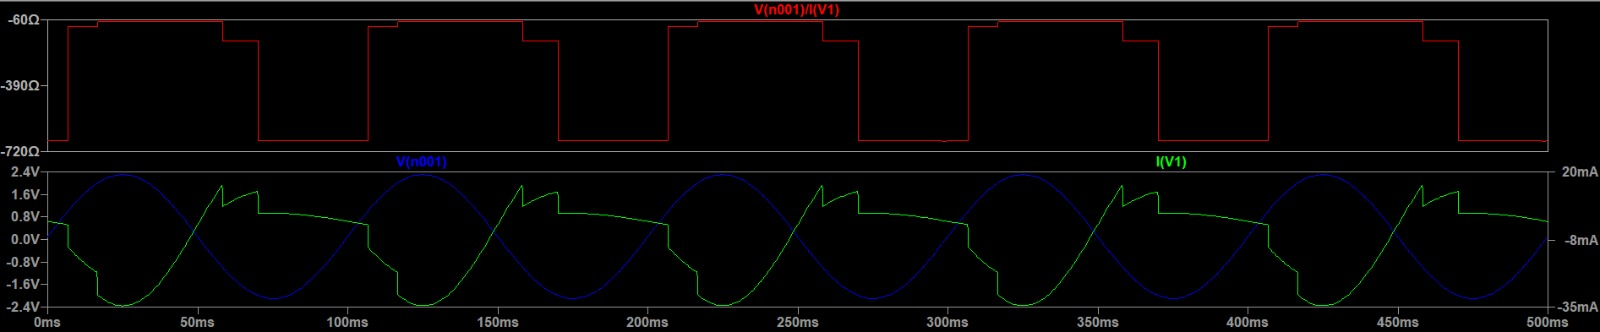 V(n001)/I(V1)
-60Ω
-390Ω
-720Ω
V(n001) I(V1)
2.4V 20mA
1.6V
0.8V
0.0V -8mA
-0.8V
-1.6V
-2.4V -35mA
0ms 50ms 100ms 150ms 200ms 250ms 300ms 350ms 400ms 450ms 500ms